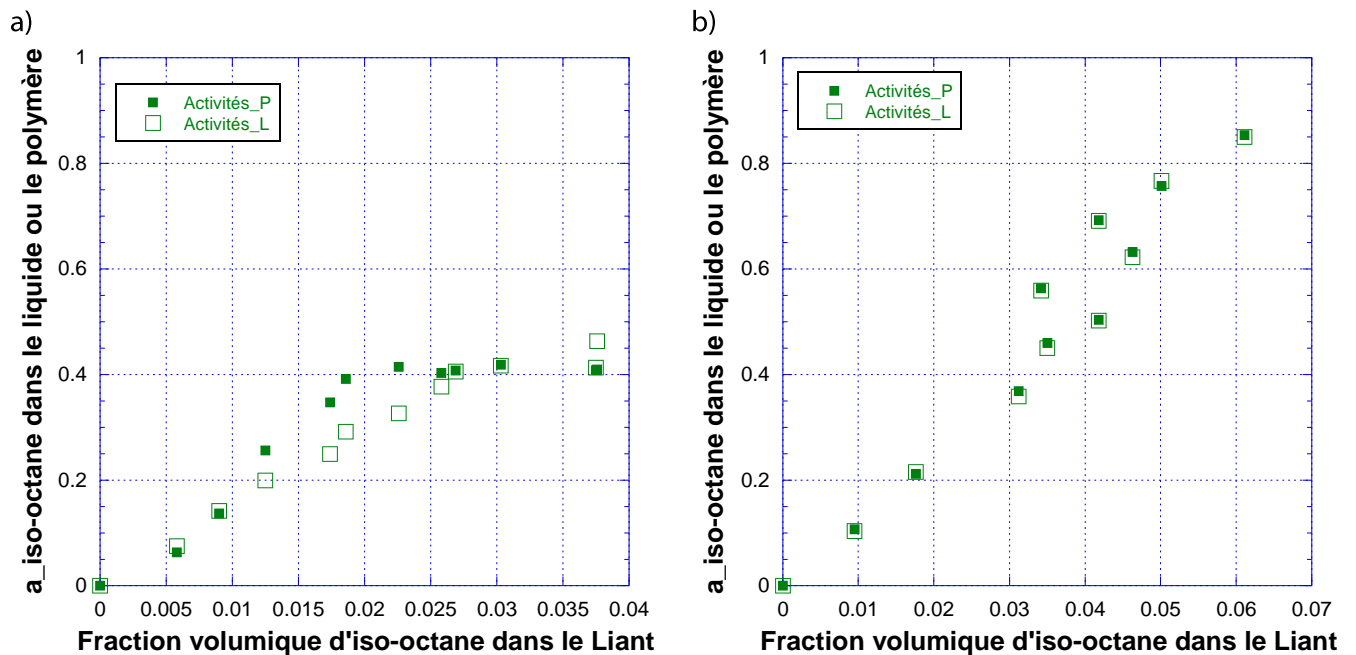 a)
a_iso-octane dans le liquide ou le polymère
1
0.8
0.6
0.4
0.2
0
Activités_P
Activités_L
0 0.005 0.01 0.015 0.02 0.025 0.03 0.035 0.04
Fraction volumique d'iso-octane dans le Liant
b)
a_iso-octane dans le liquide ou le polymère
1
0.8
0.6
0.4
0.2
0
Activités_P
Activités_L
0 0.01 0.02 0.03 0.04 0.05 0.06 0.07
Fraction volumique d'iso-octane dans le Liant